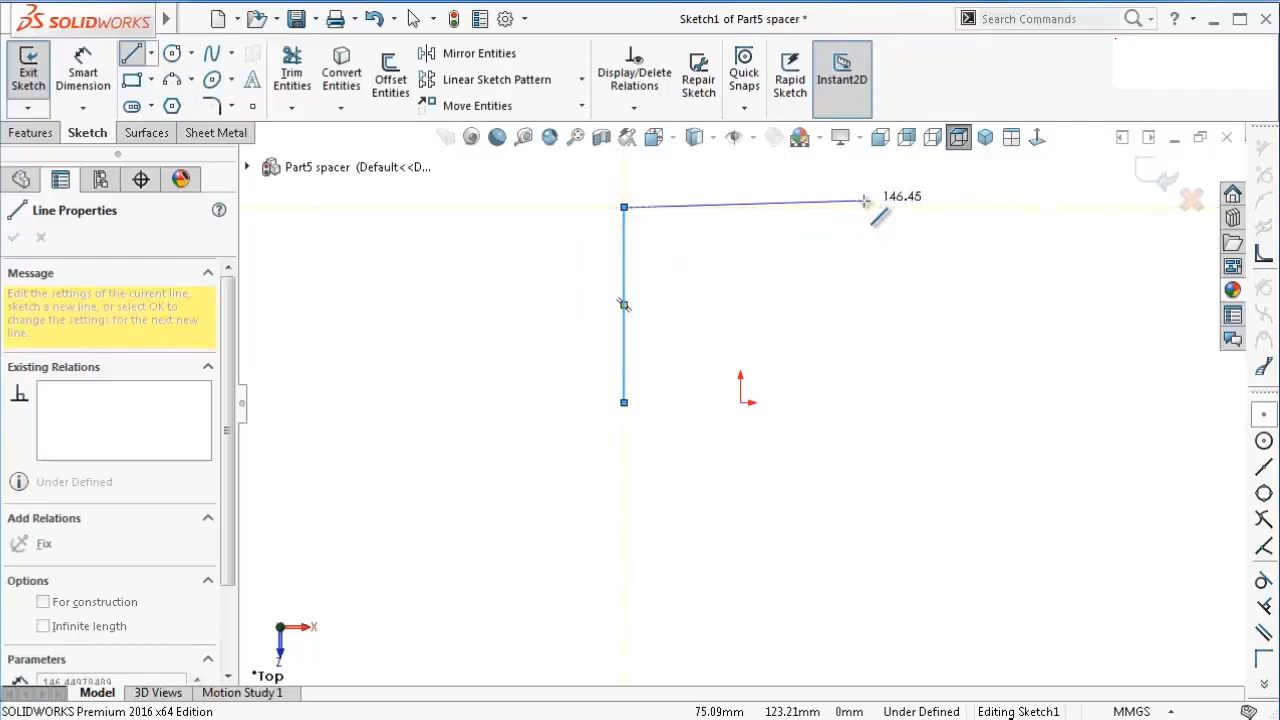 SOLIDWORKS
Sketch1 of Part5 spacer *
Search Commands
?
Exit Sketch
Smart Dimension
Trim Entities
Convert Entities
Offset Entities
Mirror Entities
Linear Sketch Pattern
Move Entities
Display/Delete Relations
Repair Sketch
Quick Snaps
Rapid Sketch
Instant2D
Features
Sketch
Surfaces
Sheet Metal
Part5 spacer (Default<<D...
Line Properties
?
Message
Edit the settings of the current line,
sketch a new line, or select OK to
change the settings for the next new
line.
Existing Relations
Under Defined
Add Relations
Fix
Options
For construction
Infinite length
Parameters
146.44978489
146.45
X
Z
*Top
Model
3D Views
Motion Study 1
SOLIDWORKS Premium 2016 x64 Edition
75.09mm
123.21mm
0mm
Under Defined
Editing Sketch1
MMGS